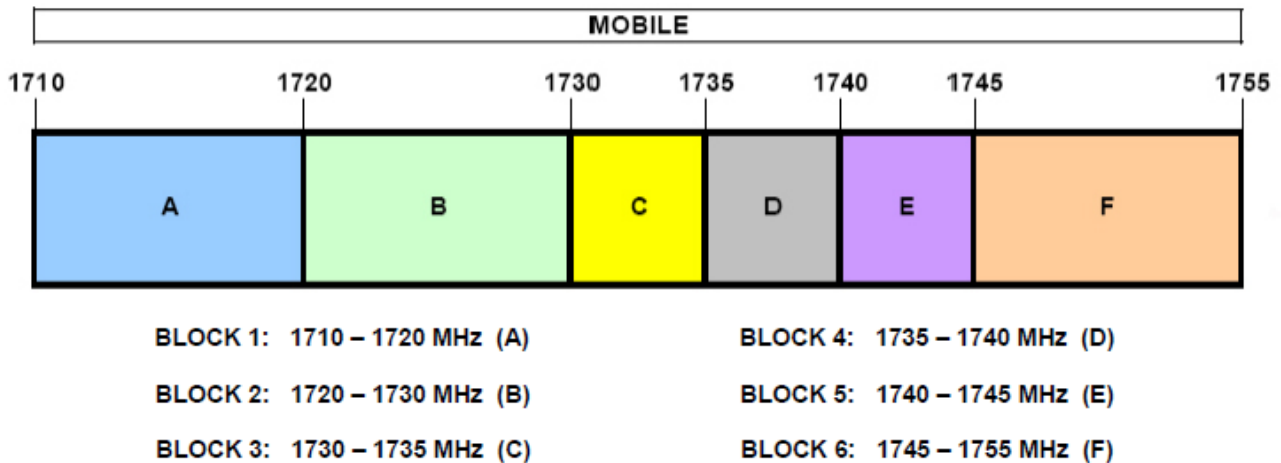 MOBILE
1710 1720 1730 1735 1740 1745 1755
A B C D E F
BLOCK 1: 1710 – 1720 MHz (A) BLOCK 4: 1735 – 1740 MHz (D)
BLOCK 2: 1720 – 1730 MHz (B) BLOCK 5: 1740 – 1745 MHz (E)
BLOCK 3: 1730 – 1735 MHz (C) BLOCK 6: 1745 – 1755 MHz (F)